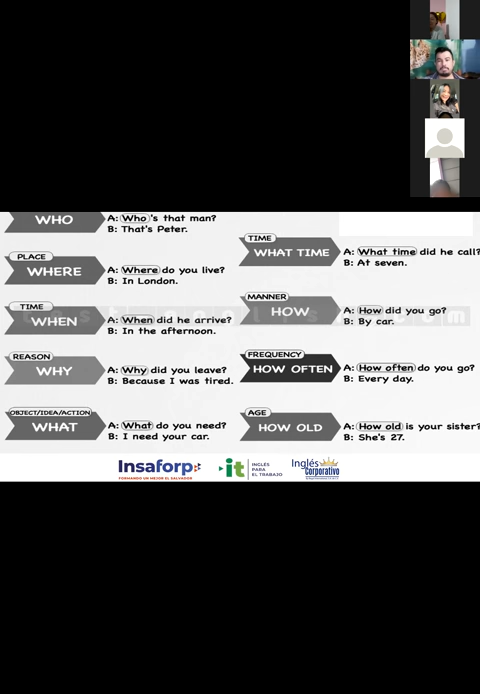 WHO
A: Who's that man?
B: That's Peter.
PLACE
WHERE
A: Where do you live?
B: In London.
TIME
WHEN
A: When did he arrive?
B: In the afternoon.
REASON
WHY
A: Why did you leave?
B: Because I was tired.
OBJECT/IDEA/ACTION
WHAT
A: What do you need?
B: I need your car.
TIME
WHAT TIME
A: What time did he call?
B: At seven.
MANNER
HOW
A: How did you go?
B: By car.
FREQUENCY
HOW OFTEN
A: How often do you go?
B: Every day.
AGE
HOW OLD
A: How old is your sister?
B: She's 27.
Insaforp
FORMANDO UN MEJOR EL SALVADOR
it
INGLÉS
PARA
EL TRABAJO
Inglés
Corporativo